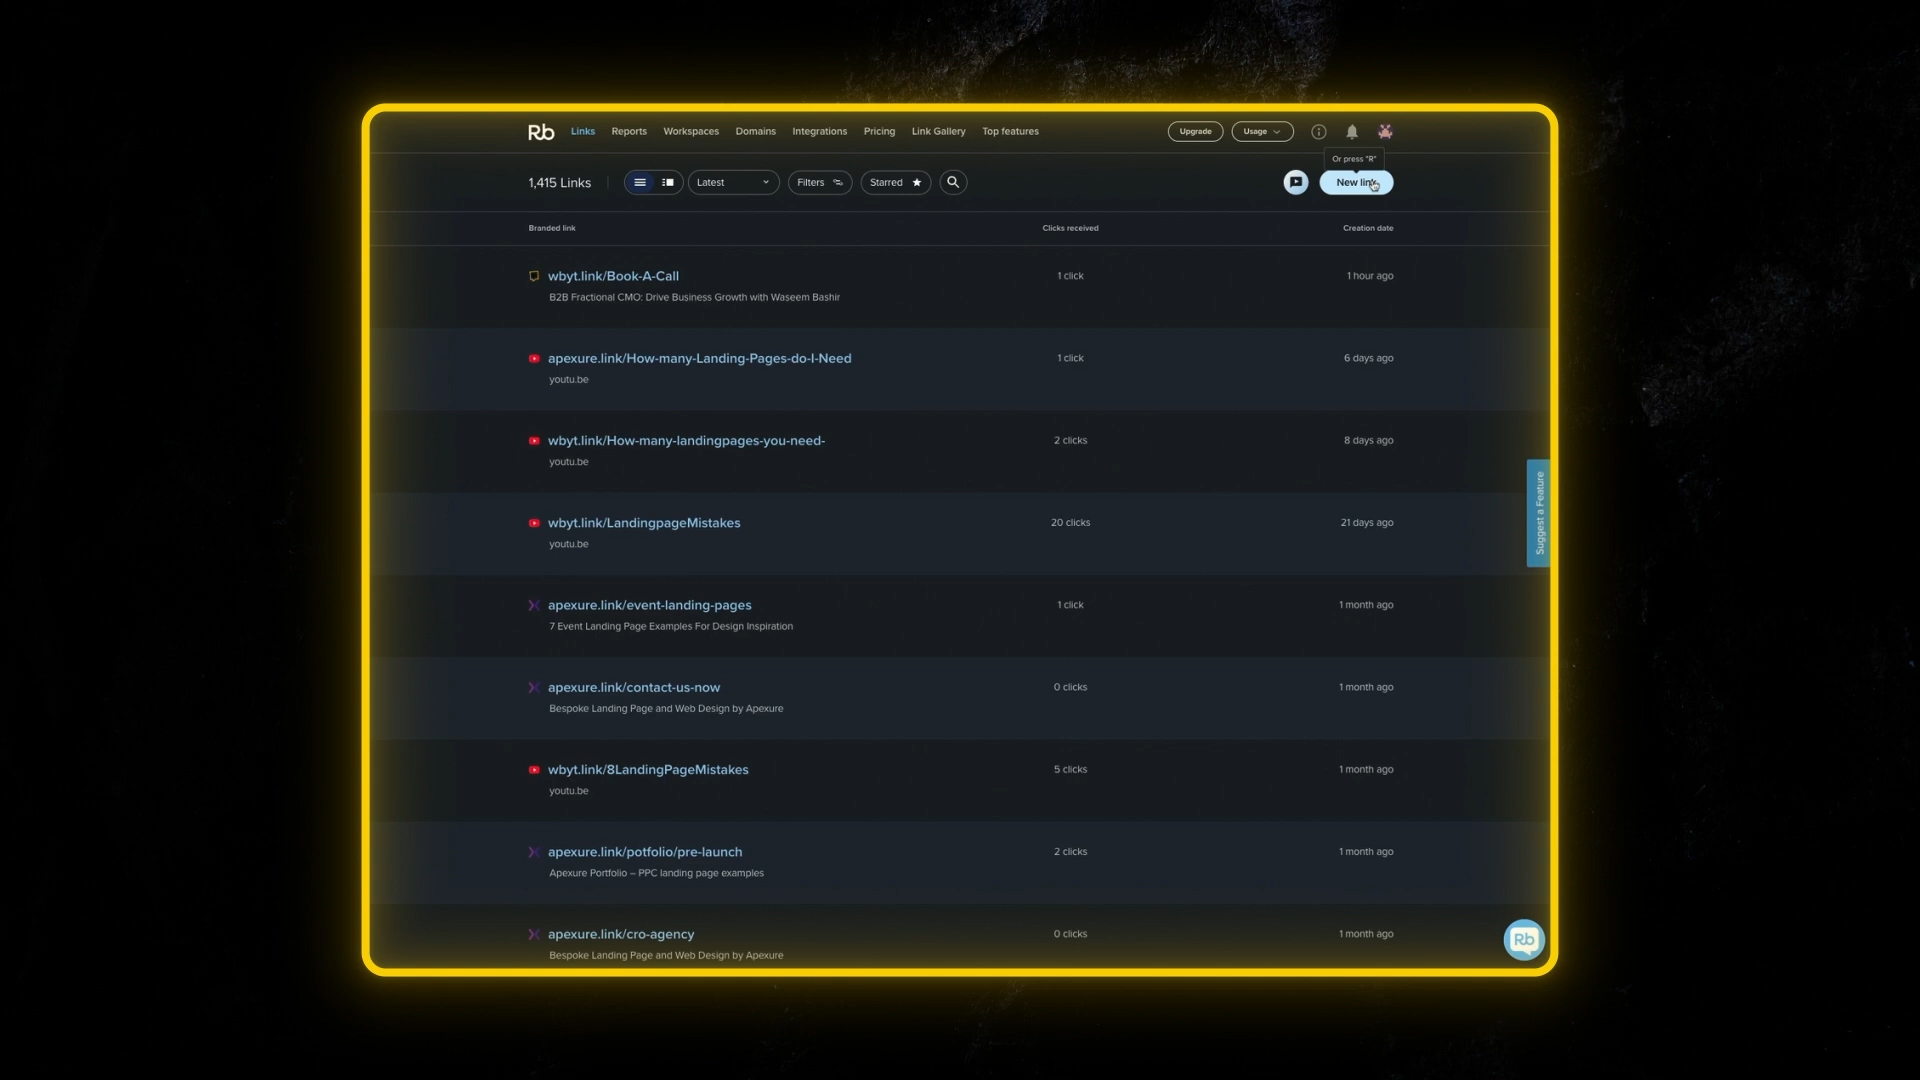 Rb Links Reports Workspaces Domains Integrations Pricing Link Gallery Top features Upgrade Usage
Or press "R"
1,415 Links Latest Filters Starred New link
Branded link Clicks received Creation date
wbyt.link/Book-A-Call 1 click 1 hour ago
B2B Fractional CMO: Drive Business Growth with Waseem Bashir
apexure.link/How-many-Landing-Pages-do-I-Need 1 click 6 days ago
youtu.be
wbyt.link/How-many-landingpages-you-need- 2 clicks 8 days ago
youtu.be
wbyt.link/LandingpageMistakes 20 clicks 21 days ago
youtu.be
Suggest a Feature
apexure.link/event-landing-pages 1 click 1 month ago
7 Event Landing Page Examples For Design Inspiration
apexure.link/contact-us-now 0 clicks 1 month ago
Bespoke Landing Page and Web Design by Apexure
wbyt.link/8LandingPageMistakes 5 clicks 1 month ago
youtu.be
apexure.link/potfolio/pre-launch 2 clicks 1 month ago
Apexure Portfolio – PPC landing page examples
apexure.link/cro-agency 0 clicks 1 month ago
Bespoke Landing Page and Web Design by Apexure
Rb